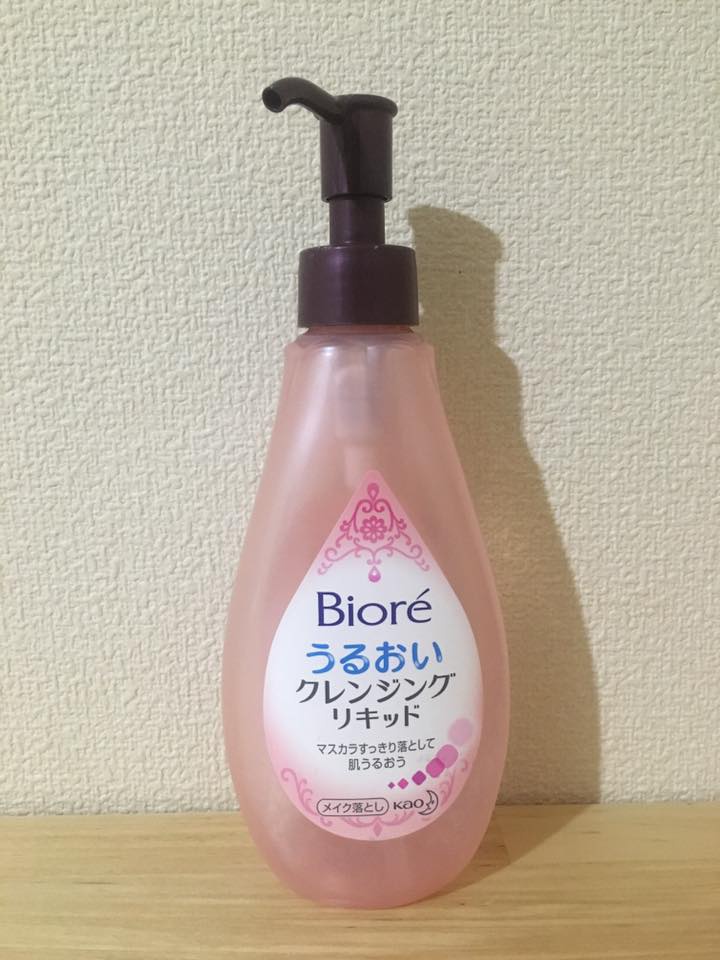 Bioré
うるおい
クレンジング
リキッド
マスカラすっきり落として
肌うるおう
メイク落とし Kao